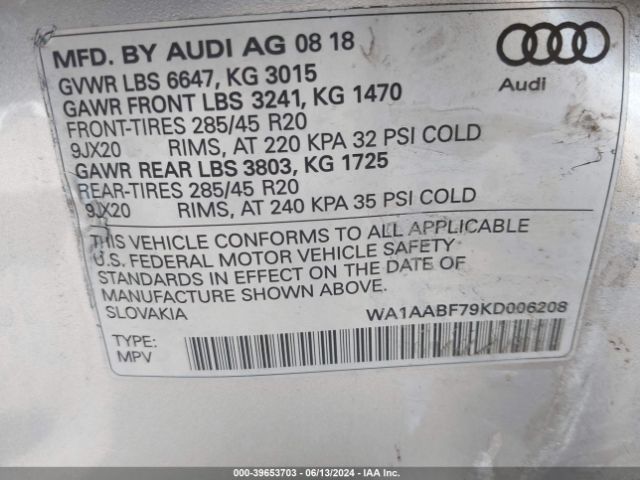 MFD. BY AUDI AG 08 18
GVWR LBS 6647, KG 3015
GAWR FRONT LBS 3241, KG 1470
FRONT-TIRES 285/45 R20
9JX20 RIMS, AT 220 KPA 32 PSI COLD
GAWR REAR LBS 3803, KG 1725
REAR-TIRES 285/45 R20
9JX20 RIMS, AT 240 KPA 35 PSI COLD
Audi
THIS VEHICLE CONFORMS TO ALL APPLICABLE
U.S. FEDERAL MOTOR VEHICLE SAFETY
STANDARDS IN EFFECT ON THE DATE OF
MANUFACTURE SHOWN ABOVE.
SLOVAKIA WA1AABF79KD006208
TYPE:
MPV
000-39653703 - 06/13/2024 - IAAI.COM